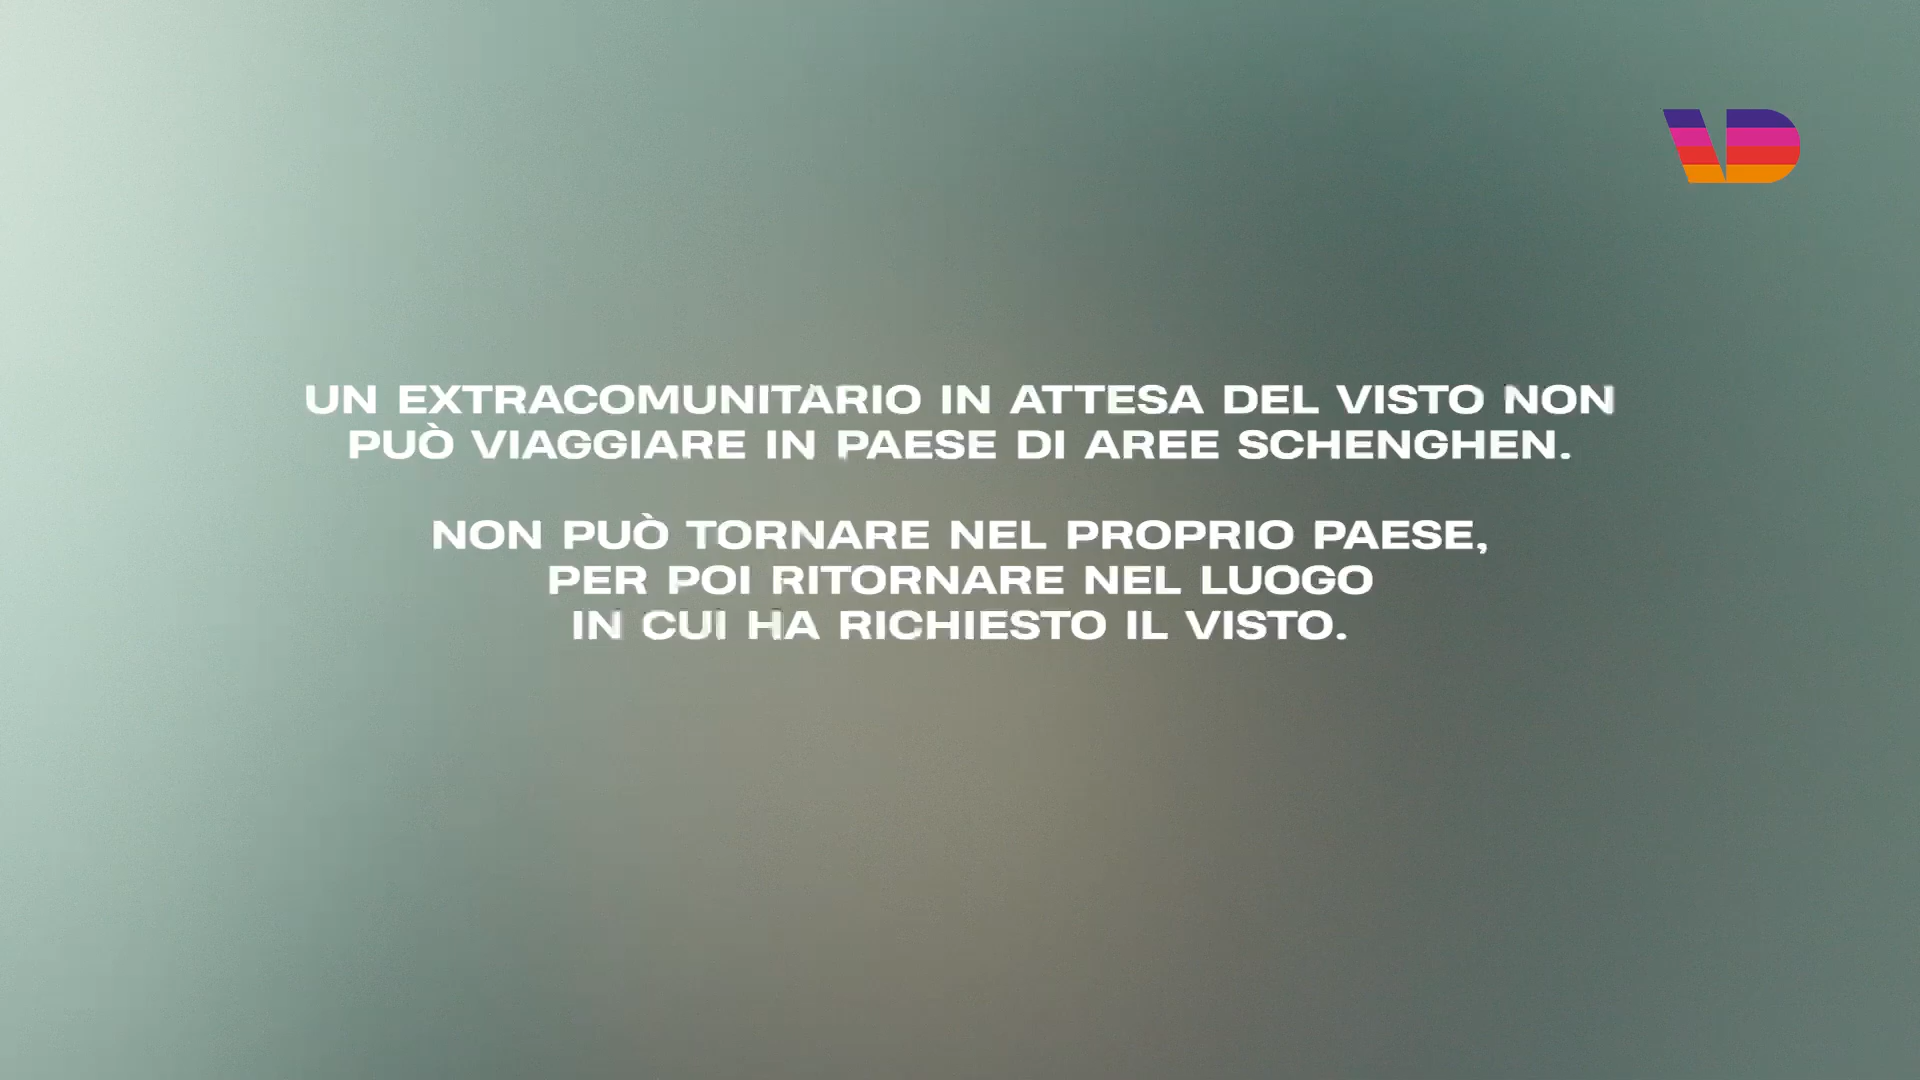 VD
UN EXTRACOMUNITARIO IN ATTESA DEL VISTO NON
PUÒ VIAGGIARE IN PAESE DI AREE SCHENGHEN.
NON PUÒ TORNARE NEL PROPRIO PAESE,
PER POI RITORNARE NEL LUOGO
IN CUI HA RICHIESTO IL VISTO.